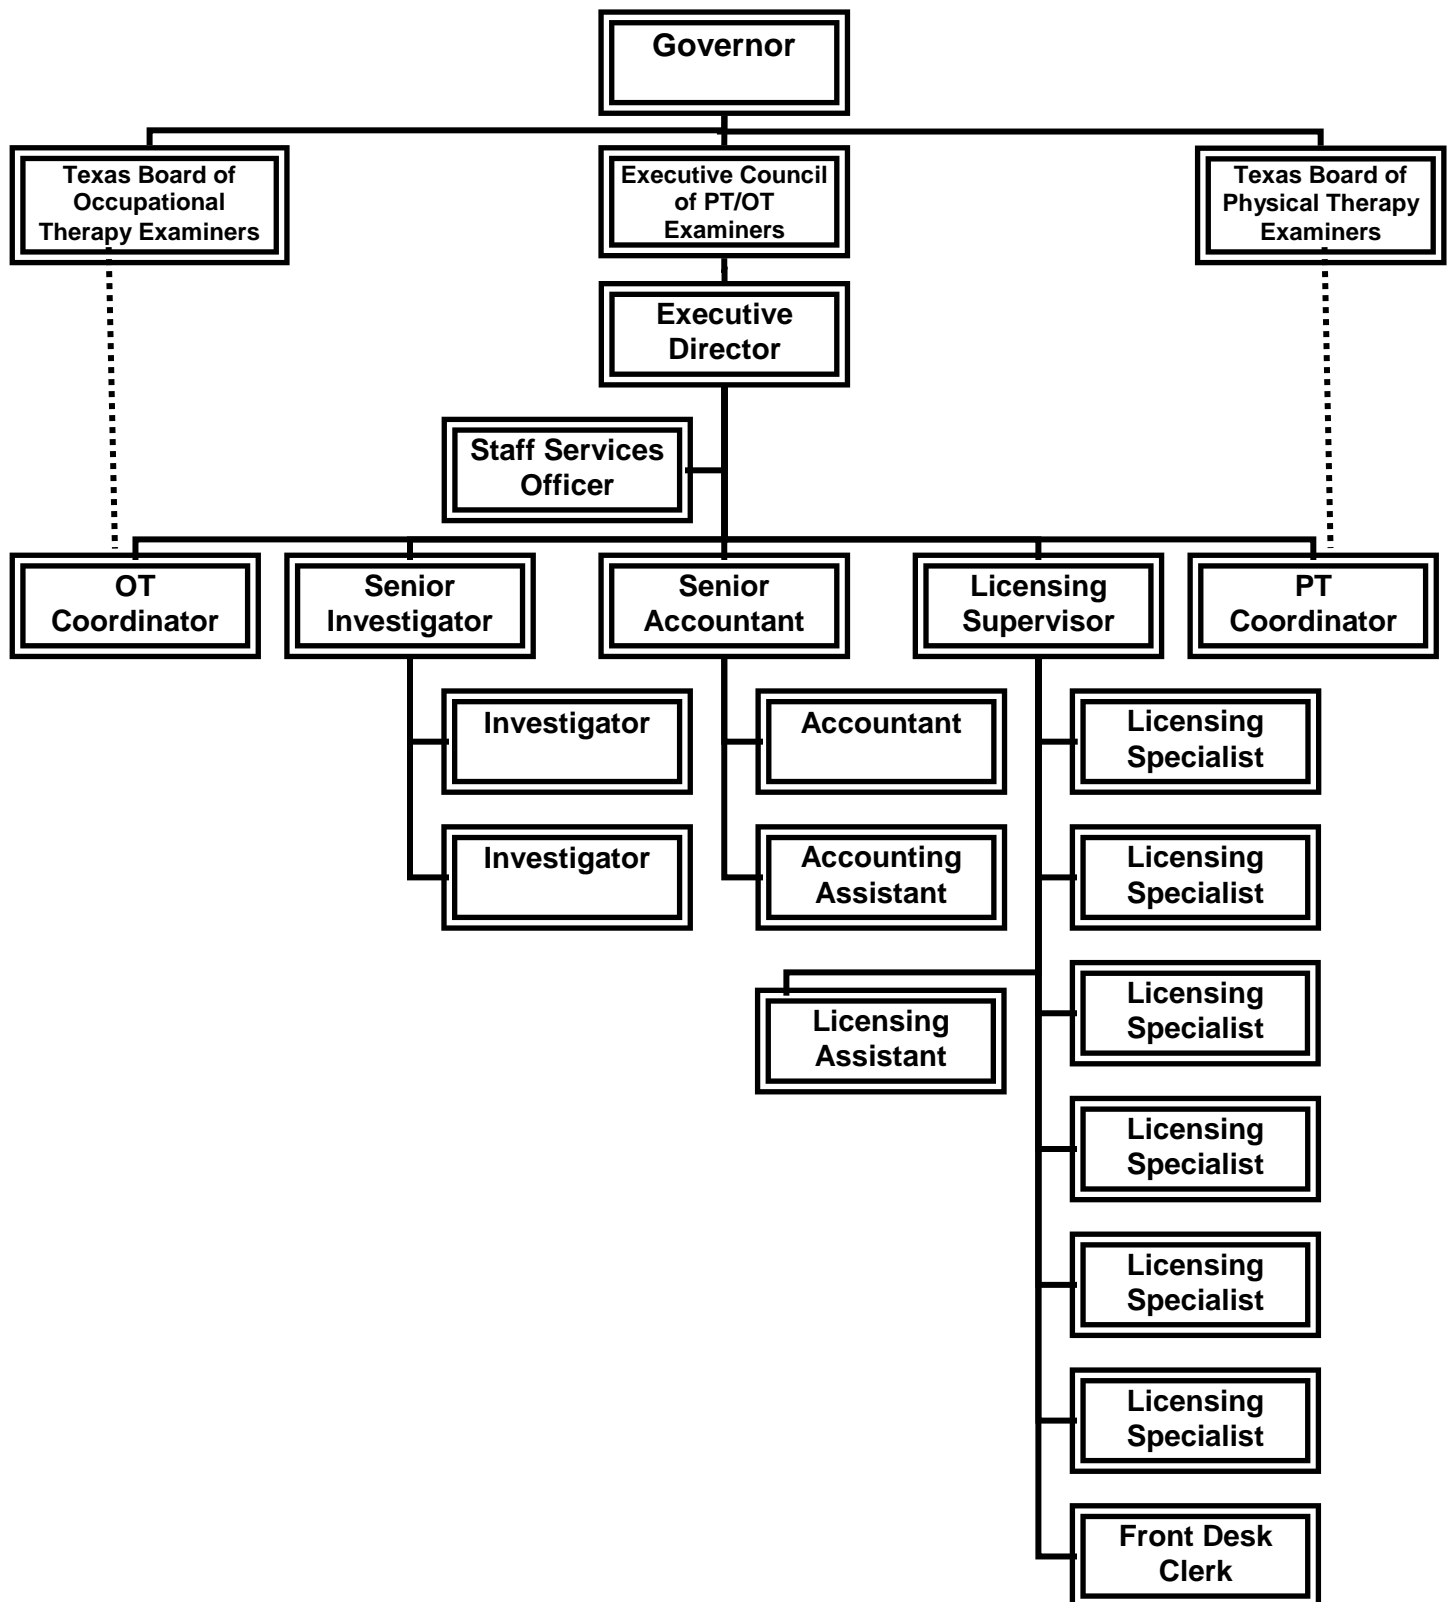 Governor
Texas Board of
Occupational
Therapy Examiners
Executive Council
of PT/OT
Examiners
Texas Board of
Physical Therapy
Examiners
Executive
Director
Staff Services
Officer
OT
Coordinator
Senior
Investigator
Senior
Accountant
Licensing
Supervisor
PT
Coordinator
Investigator
Accountant
Licensing
Specialist
Investigator
Accounting
Assistant
Licensing
Specialist
Licensing
Assistant
Licensing
Specialist
Licensing
Specialist
Licensing
Specialist
Licensing
Specialist
Front Desk
Clerk